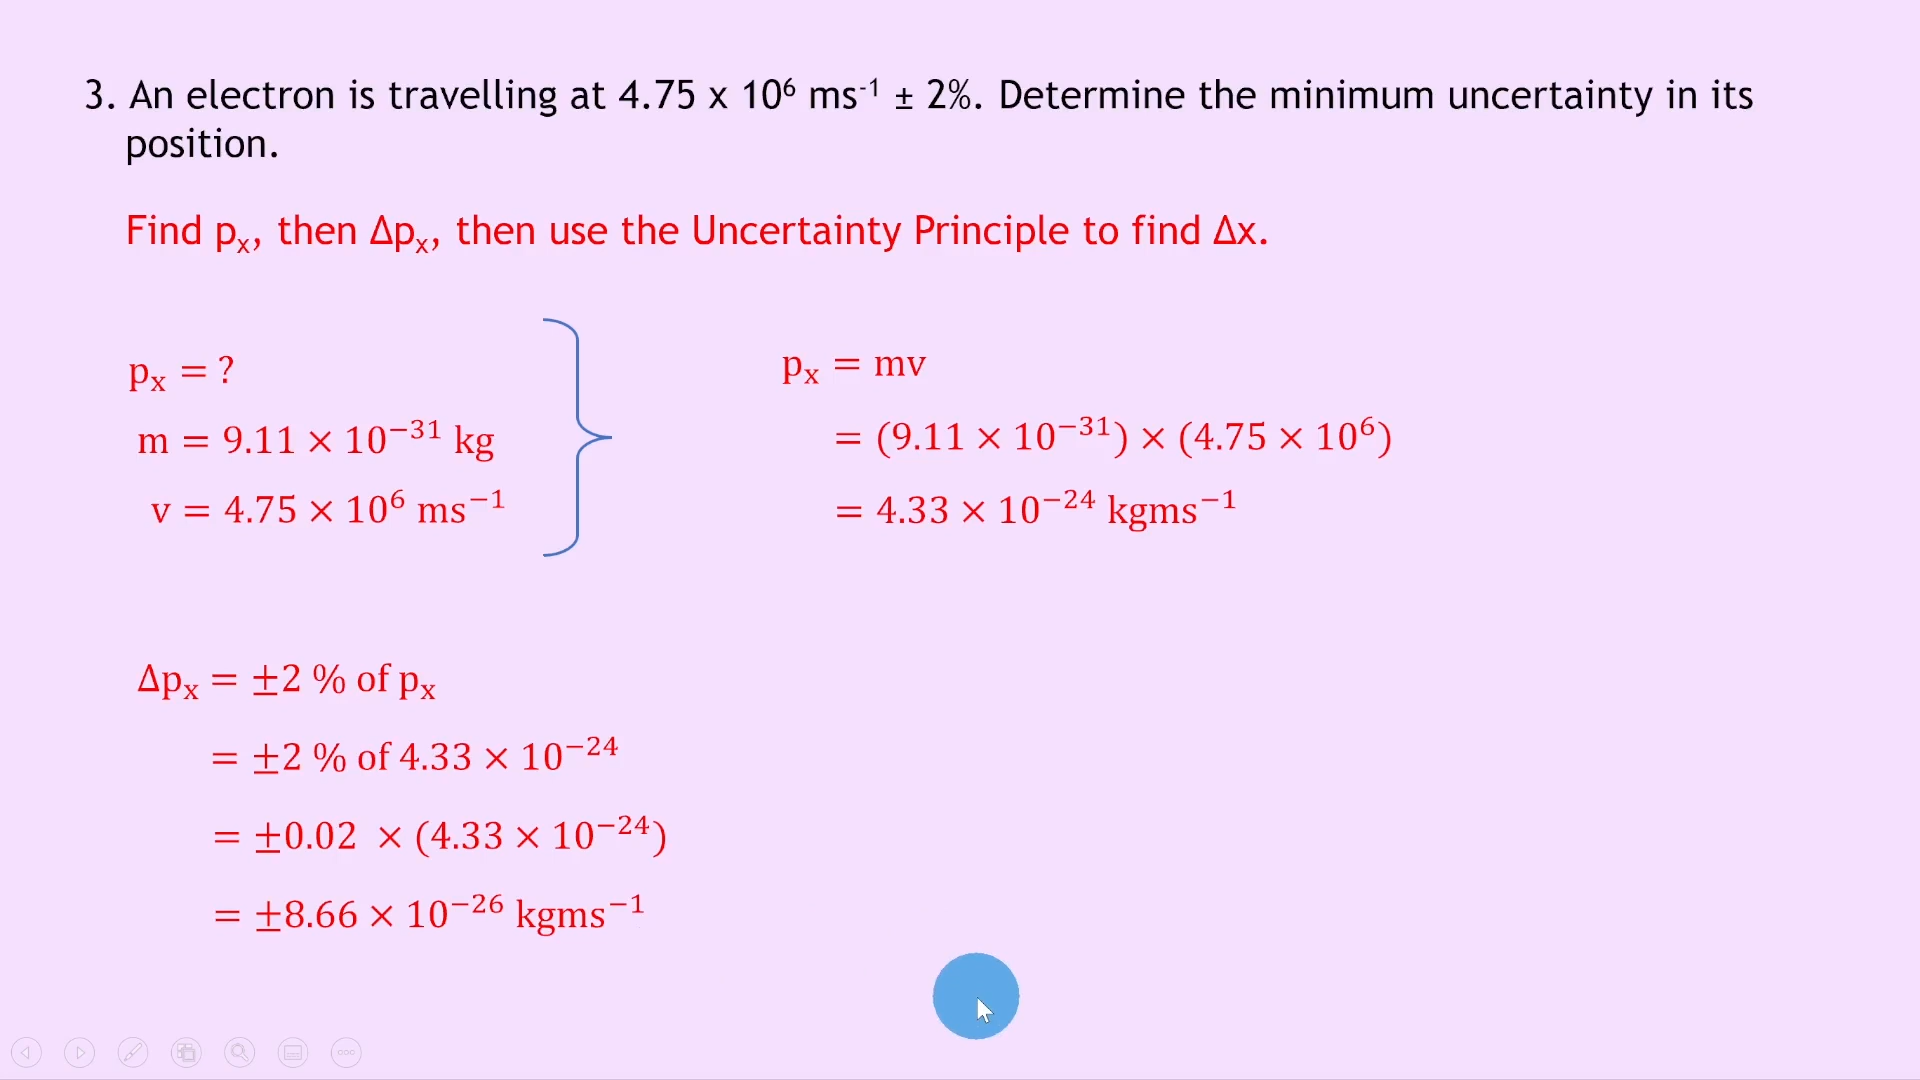 3. An electron is travelling at 4.75 x 10⁶ ms⁻¹ ± 2%. Determine the minimum uncertainty in its
position.
Find pₓ, then Δpₓ, then use the Uncertainty Principle to find Δx.
pₓ = ?
m = 9.11 × 10⁻³¹ kg
v = 4.75 × 10⁶ ms⁻¹
pₓ = mv
= (9.11 × 10⁻³¹) × (4.75 × 10⁶)
= 4.33 × 10⁻²⁴ kgms⁻¹
Δpₓ = ±2 % of pₓ
= ±2 % of 4.33 × 10⁻²⁴
= ±0.02 × (4.33 × 10⁻²⁴)
= ±8.66 × 10⁻²⁶ kgms⁻¹